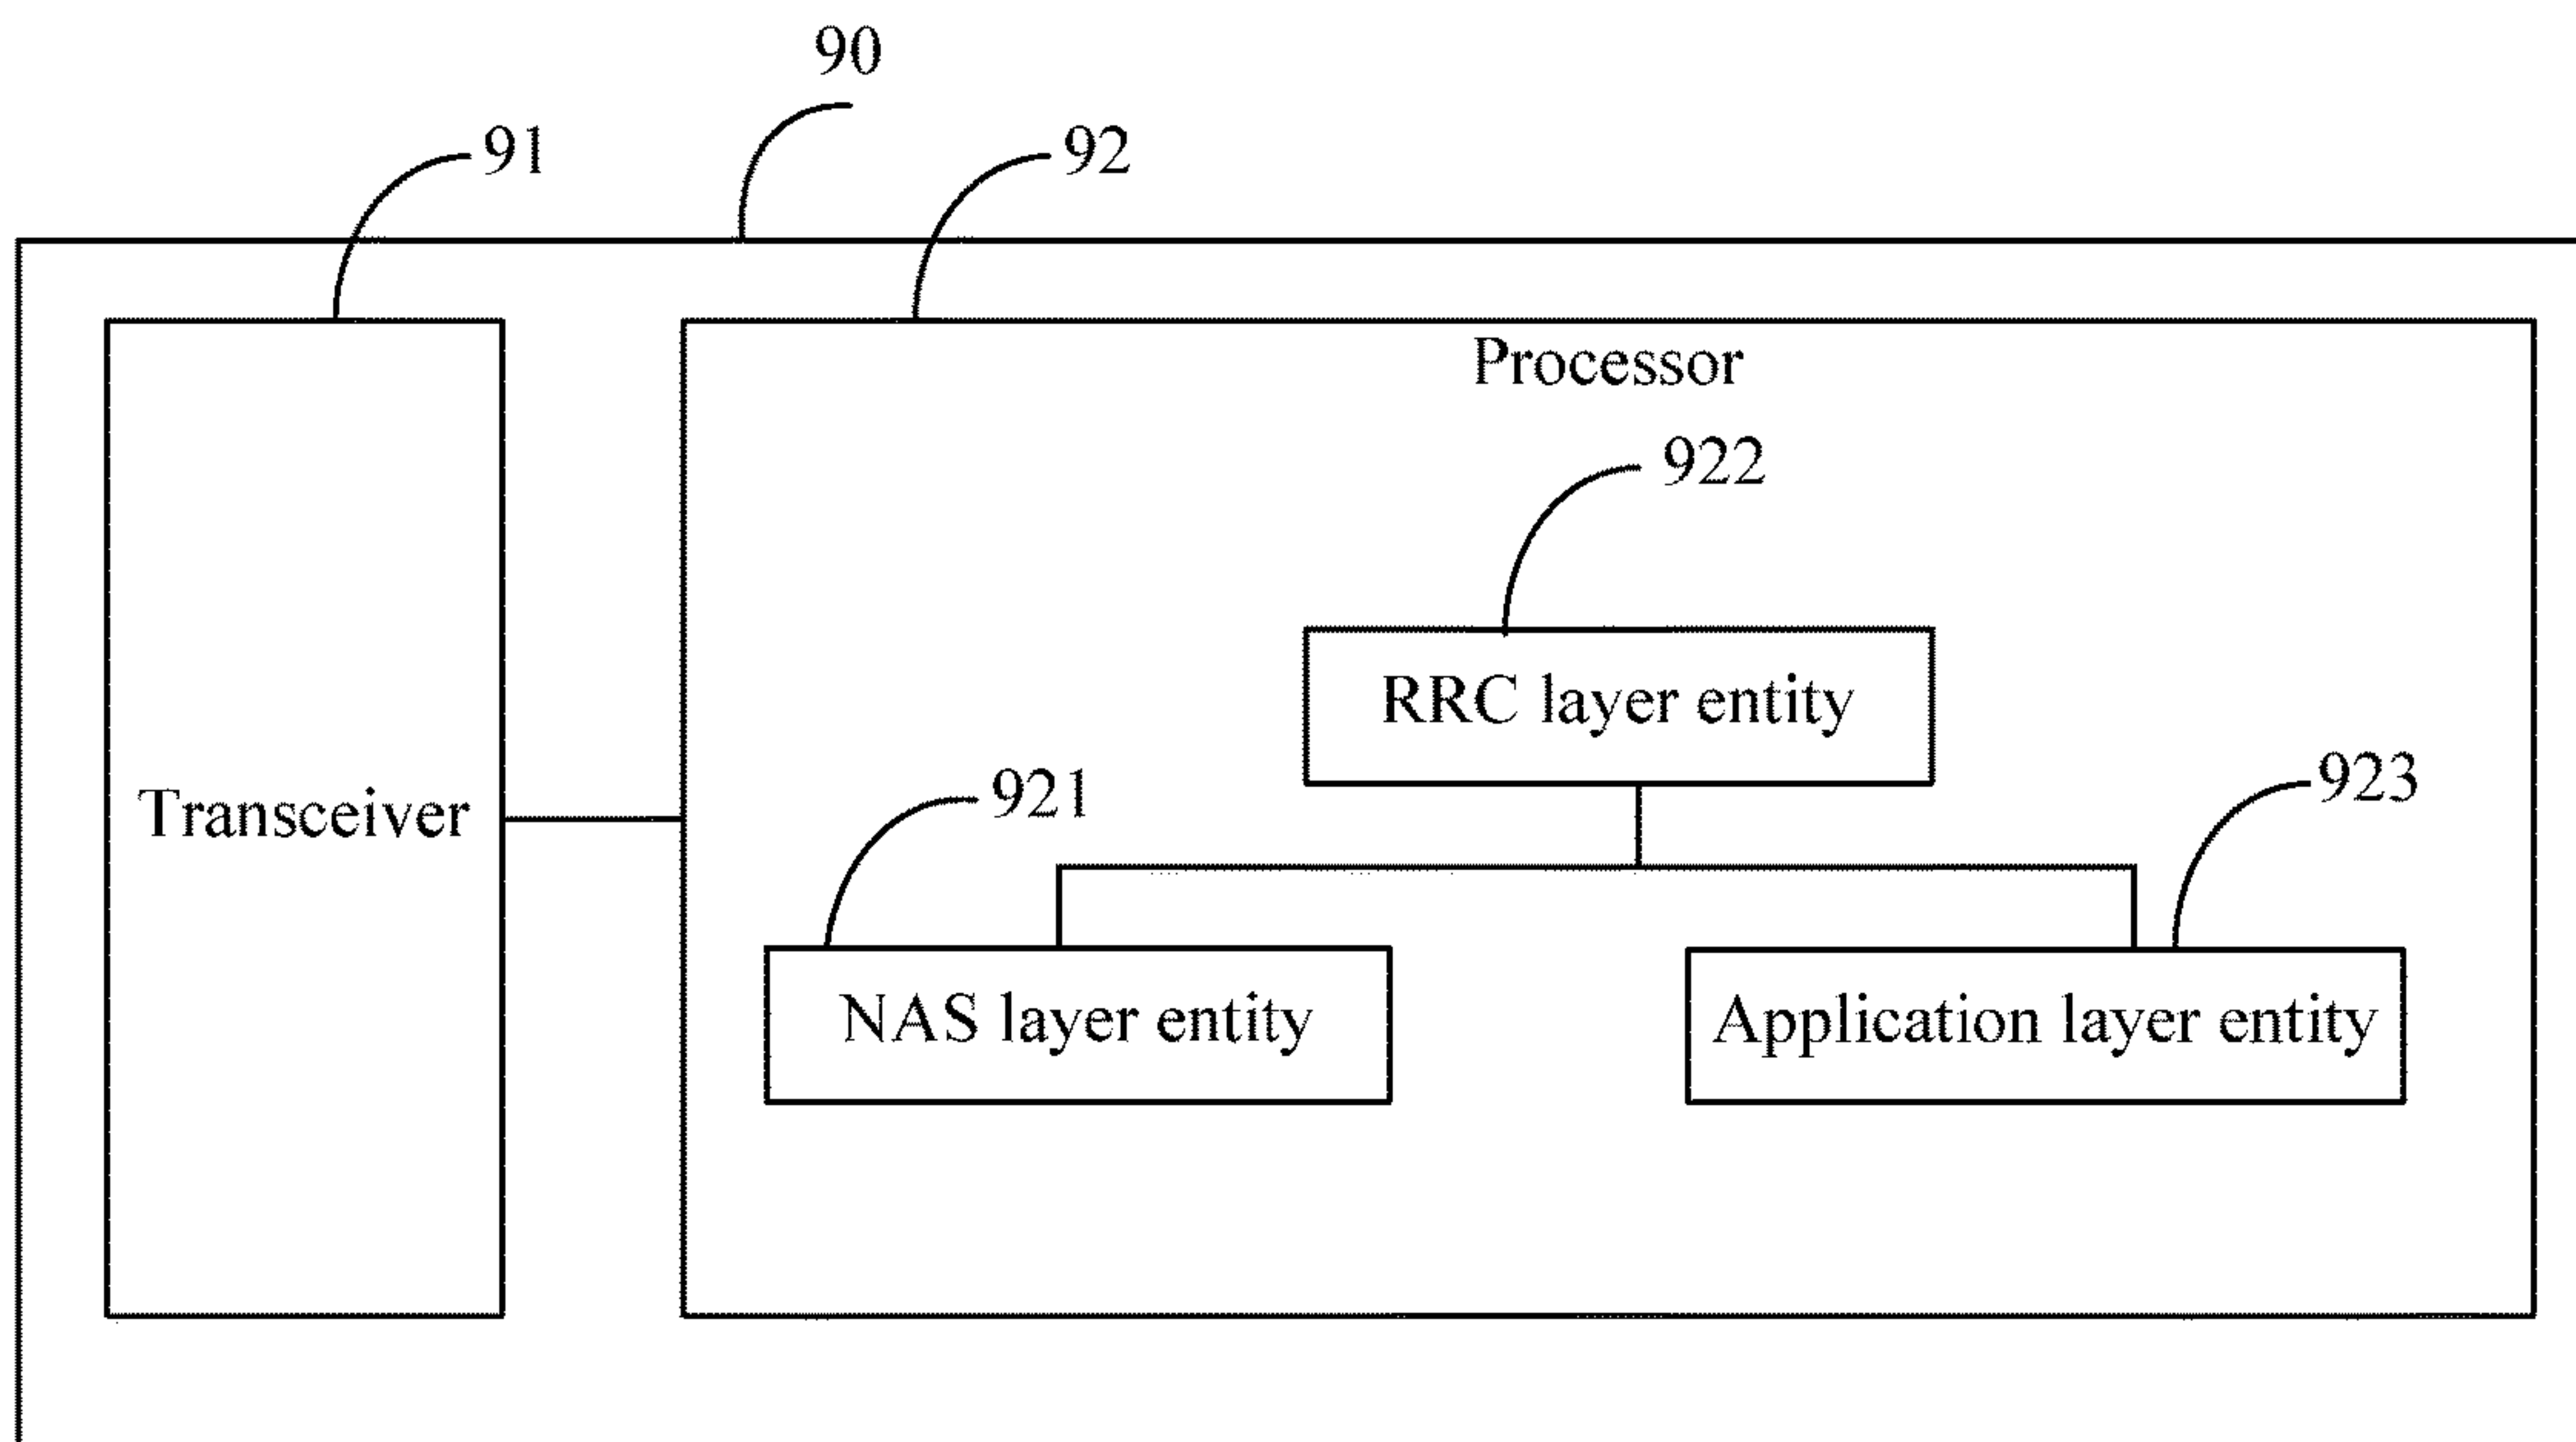 90
91
92
Processor
922
RRC layer entity
923
921
Transceiver
NAS layer entity
Application layer entity